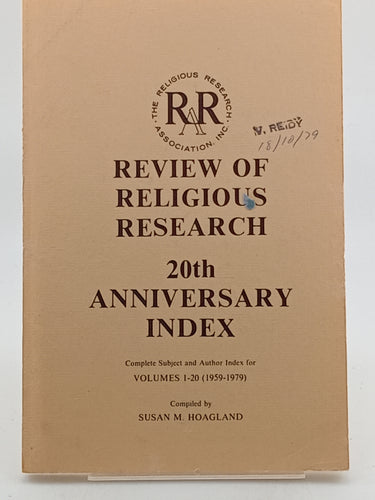 THE RELIGIOUS RESEARCH
ASSOCIATION, INC.
RAR
V. REIDY
18/10/79
REVIEW OF
RELIGIOUS
RESEARCH
20th
ANNIVERSARY
INDEX
Complete Subject and Author Index for
VOLUMES 1-20 (1959-1979)
Compiled by
SUSAN M. HOAGLAND